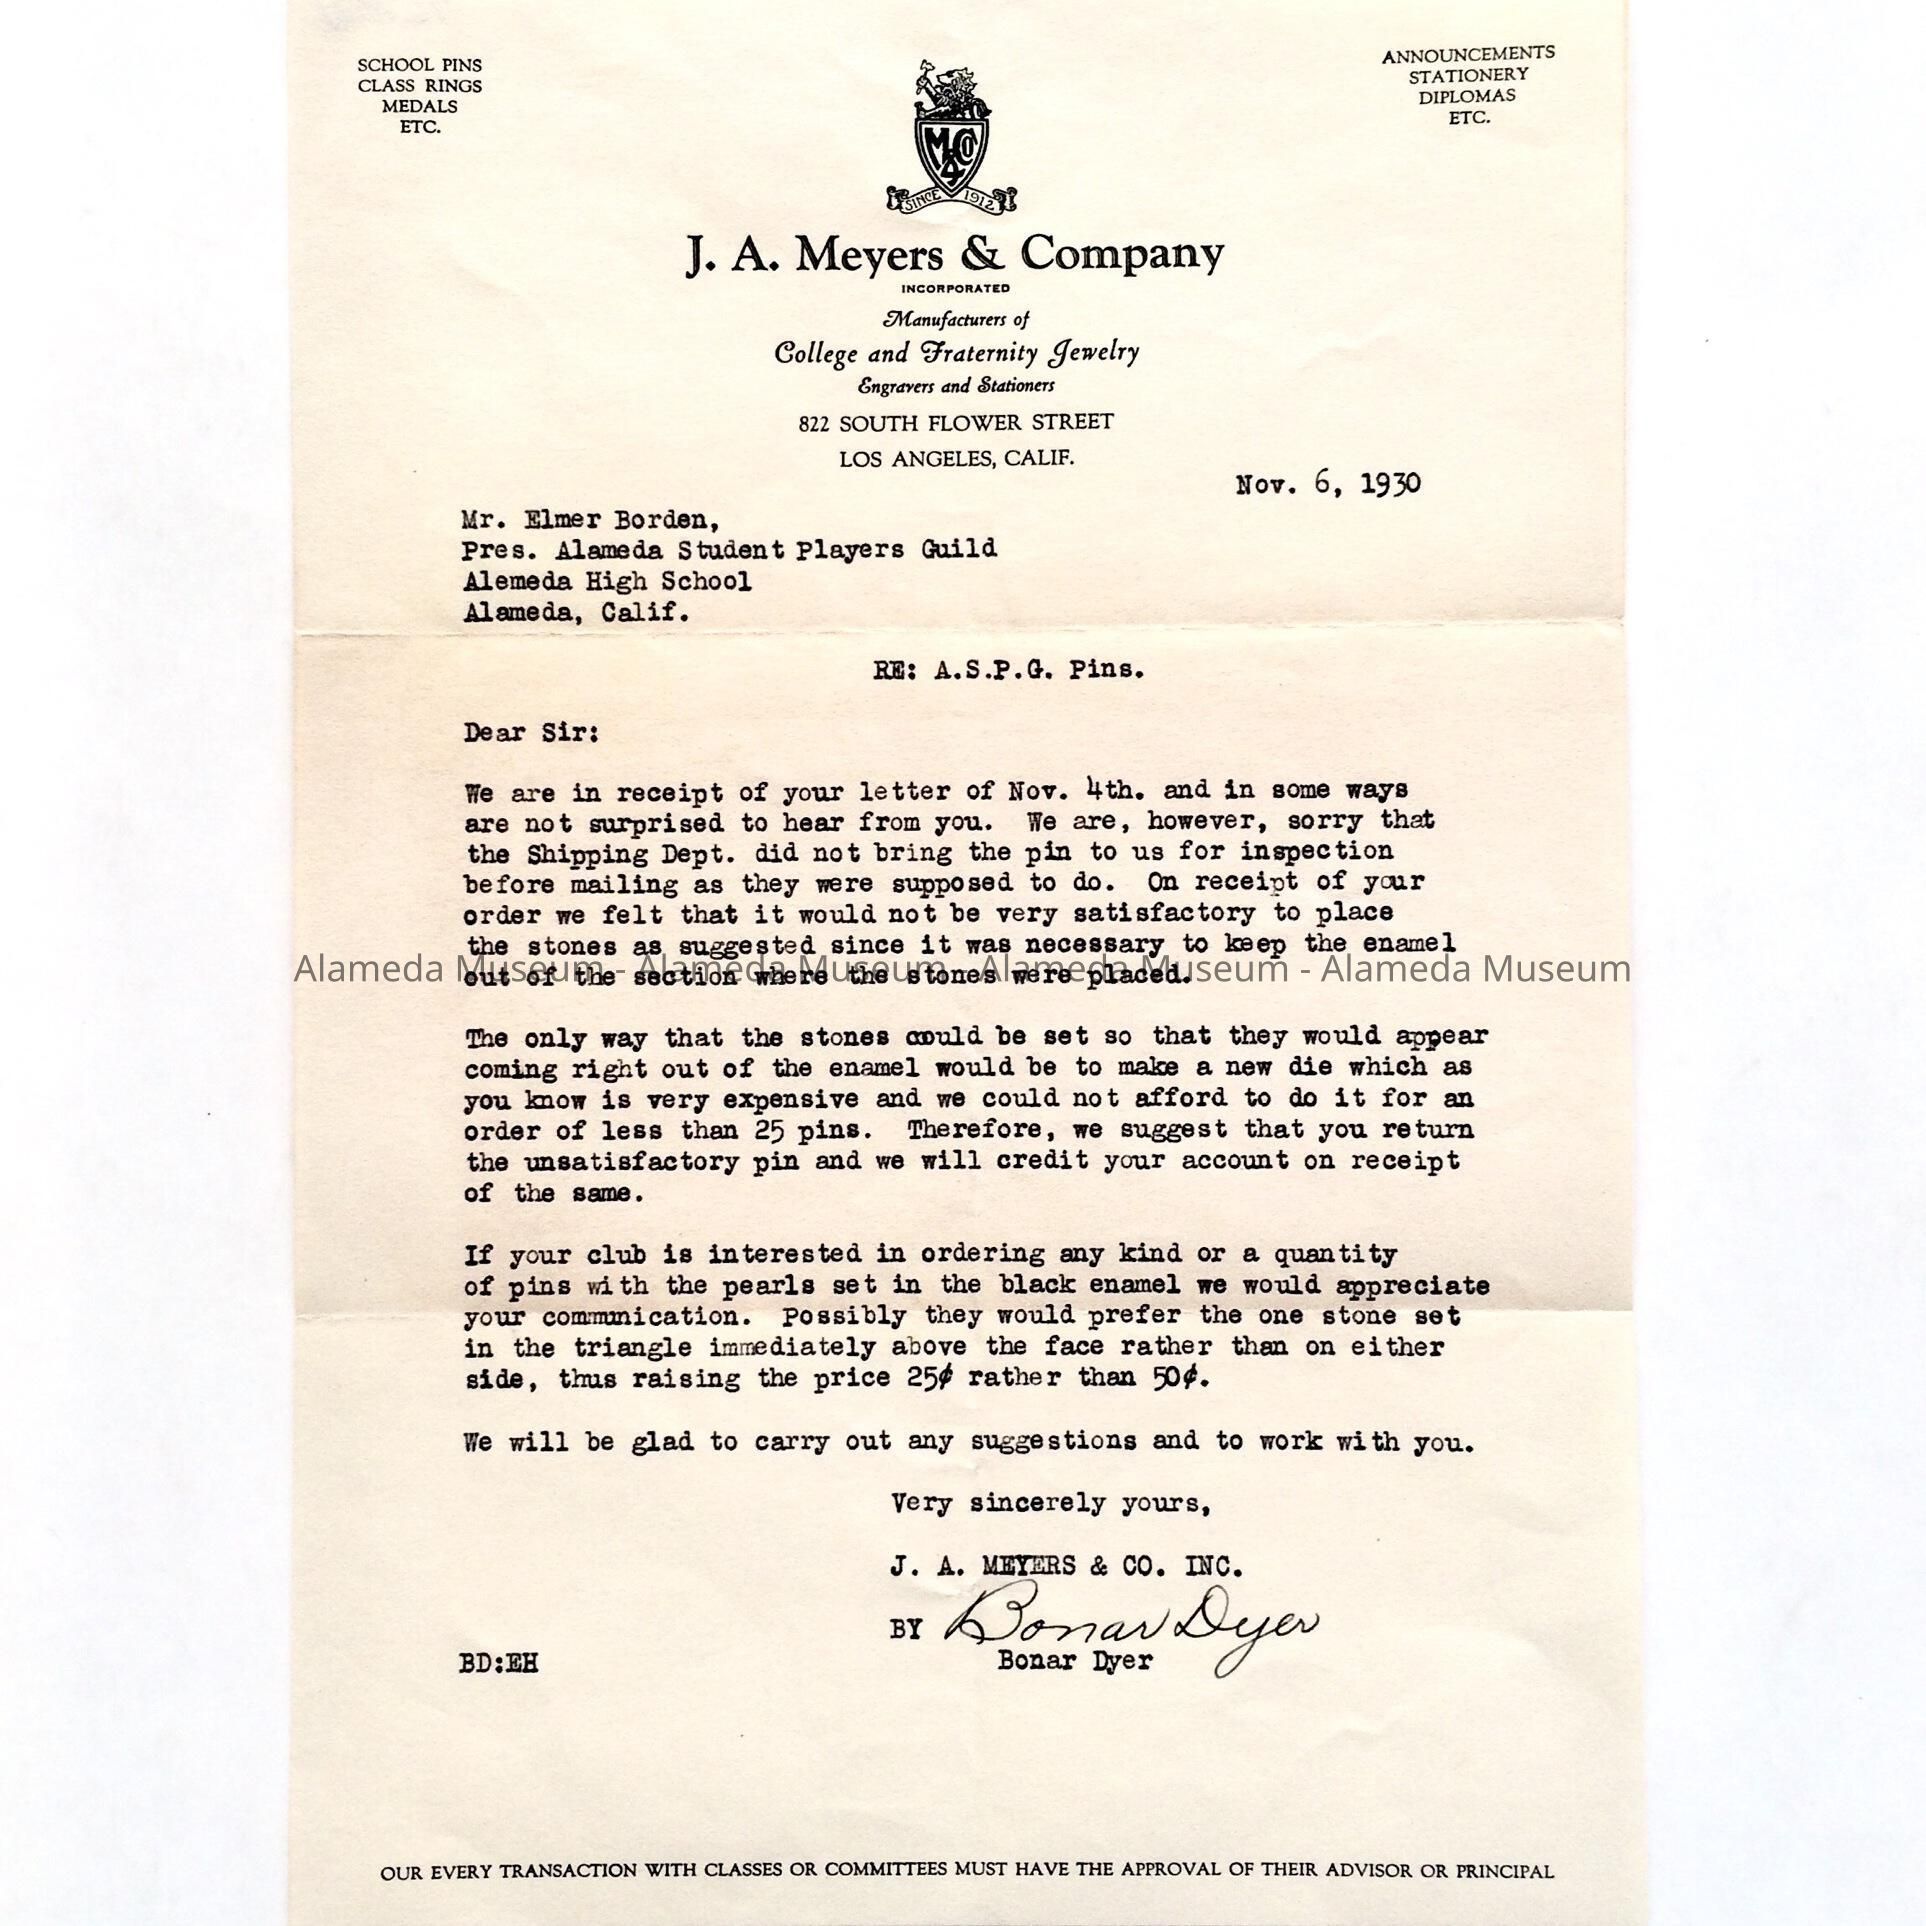 SCHOOL PINS
CLASS RINGS
MEDALS
ETC.
ANNOUNCEMENTS
STATIONERY
DIPLOMAS
ETC.
M & Co
SINCE 1912
J. A. Meyers & Company
INCORPORATED
Manufacturers of
College and Fraternity Jewelry
Engravers and Stationers
822 SOUTH FLOWER STREET
LOS ANGELES, CALIF.
Nov. 6, 1930
Mr. Elmer Borden,
Pres. Alameda Student Players Guild
Alemeda High School
Alameda, Calif.
RE: A.S.P.G. Pins.
Dear Sir:
We are in receipt of your letter of Nov. 4th. and in some ways
are not surprised to hear from you. We are, however, sorry that
the Shipping Dept. did not bring the pin to us for inspection
before mailing as they were supposed to do. On receipt of your
order we felt that it would not be very satisfactory to place
the stones as suggested since it was necessary to keep the enamel
out of the section where the stones were placed.
Alameda Museum - Alameda Museum - Alameda Museum - Alameda Museum
The only way that the stones could be set so that they would appear
coming right out of the enamel would be to make a new die which as
you know is very expensive and we could not afford to do it for an
order of less than 25 pins. Therefore, we suggest that you return
the unsatisfactory pin and we will credit your account on receipt
of the same.
If your club is interested in ordering any kind or a quantity
of pins with the pearls set in the black enamel we would appreciate
your communication. Possibly they would prefer the one stone set
in the triangle immediately above the face rather than on either
side, thus raising the price 25¢ rather than 50¢.
We will be glad to carry out any suggestions and to work with you.
Very sincerely yours,
J. A. MEYERS & CO. INC.
BY Bonar Dyer
Bonar Dyer
BD:EH
OUR EVERY TRANSACTION WITH CLASSES OR COMMITTEES MUST HAVE THE APPROVAL OF THEIR ADVISOR OR PRINCIPAL